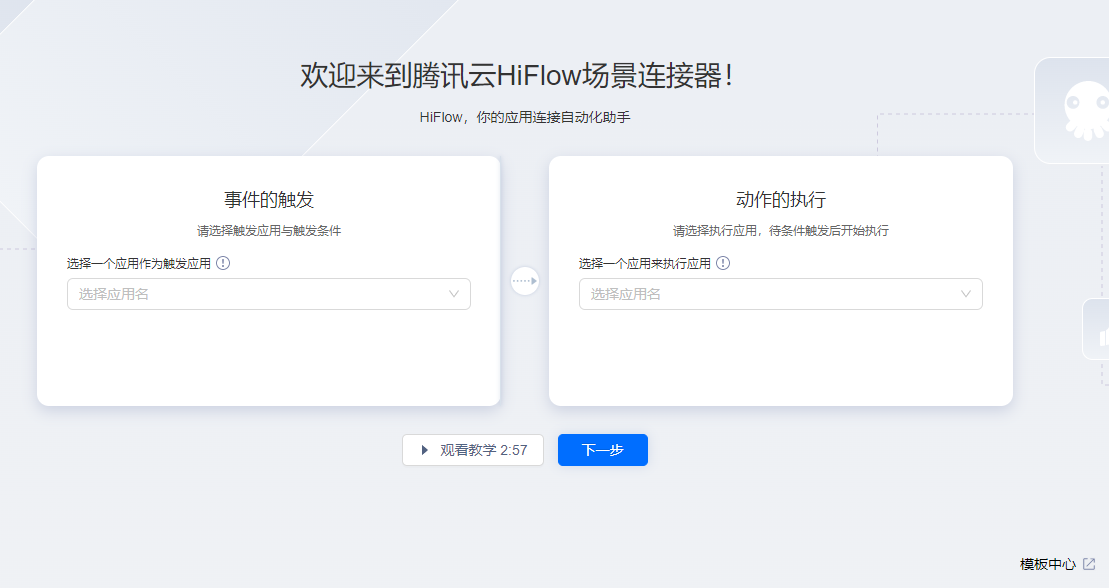 欢迎来到腾讯云HiFlow场景连接器！
HiFlow，你的应用连接自动化助手
事件的触发
请选择触发应用与触发条件
选择一个应用作为触发应用
选择应用名
动作的执行
请选择执行应用，待条件触发后开始执行
选择一个应用来执行应用
选择应用名
观看教学 2:57
下一步
模板中心